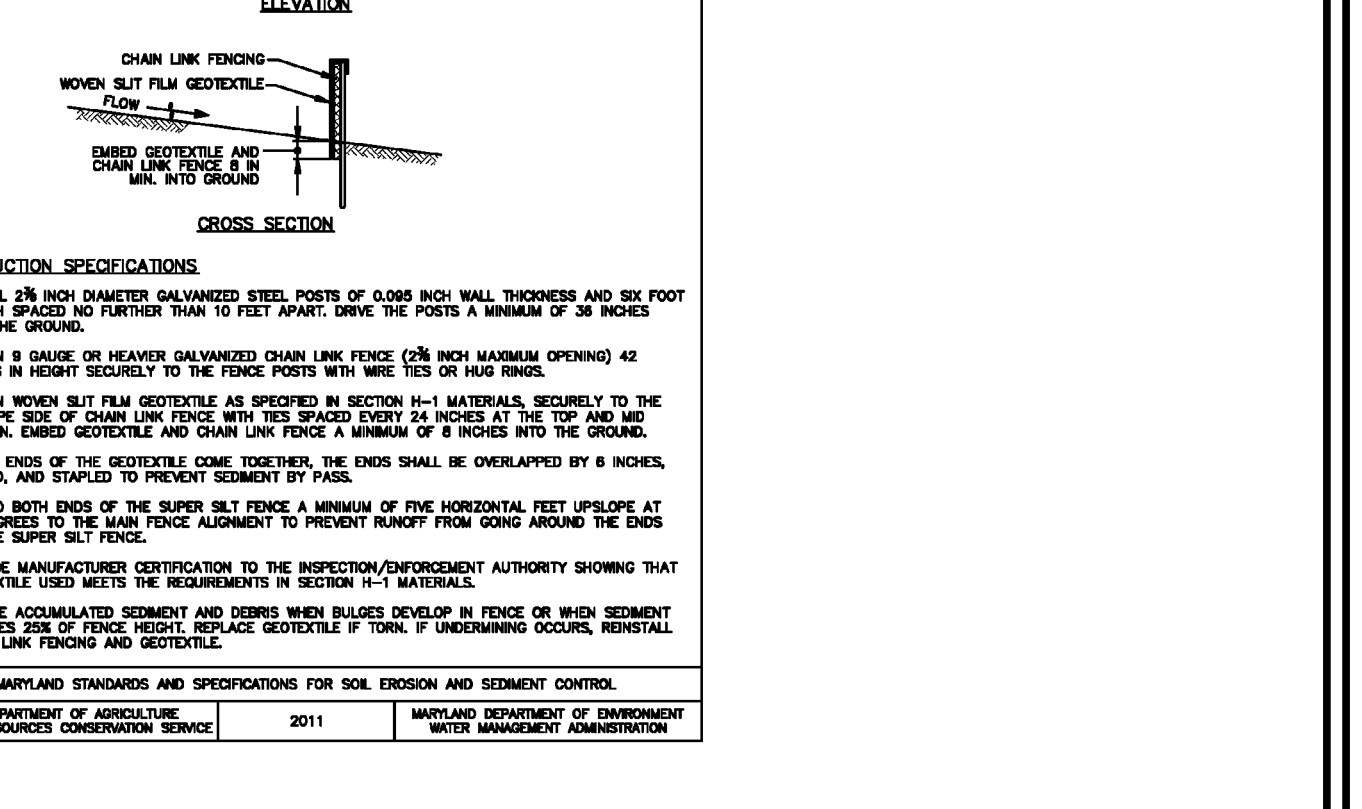 ELEVATION
CHAIN LINK FENCING
WOVEN SLIT FILM GEOTEXTILE
FLOW
EMBED GEOTEXTILE AND
CHAIN LINK FENCE 8 IN
MIN. INTO GROUND
CROSS SECTION
UCTION SPECIFICATIONS
L 2⅜ INCH DIAMETER GALVANIZED STEEL POSTS OF 0.095 INCH WALL THICKNESS AND SIX FOOT
H SPACED NO FURTHER THAN 10 FEET APART. DRIVE THE POSTS A MINIMUM OF 36 INCHES
HE GROUND.
N 9 GAUGE OR HEAVIER GALVANIZED CHAIN LINK FENCE (2⅜ INCH MAXIMUM OPENING) 42
S IN HEIGHT SECURELY TO THE FENCE POSTS WITH WIRE TIES OR HUG RINGS.
N WOVEN SLIT FILM GEOTEXTILE AS SPECIFIED IN SECTION H-1 MATERIALS, SECURELY TO THE
PE SIDE OF CHAIN LINK FENCE WITH TIES SPACED EVERY 24 INCHES AT THE TOP AND MID
N. EMBED GEOTEXTILE AND CHAIN LINK FENCE A MINIMUM OF 8 INCHES INTO THE GROUND.
ENDS OF THE GEOTEXTILE COME TOGETHER, THE ENDS SHALL BE OVERLAPPED BY 6 INCHES,
D, AND STAPLED TO PREVENT SEDIMENT BY PASS.
D BOTH ENDS OF THE SUPER SILT FENCE A MINIMUM OF FIVE HORIZONTAL FEET UPSLOPE AT
GREES TO THE MAIN FENCE ALIGNMENT TO PREVENT RUNOFF FROM GOING AROUND THE ENDS
E SUPER SILT FENCE.
DE MANUFACTURER CERTIFICATION TO THE INSPECTION/ENFORCEMENT AUTHORITY SHOWING THAT
XTILE USED MEETS THE REQUIREMENTS IN SECTION H-1 MATERIALS.
E ACCUMULATED SEDIMENT AND DEBRIS WHEN BULGES DEVELOP IN FENCE OR WHEN SEDIMENT
ES 25% OF FENCE HEIGHT. REPLACE GEOTEXTILE IF TORN. IF UNDERMINING OCCURS, REINSTALL
LINK FENCING AND GEOTEXTILE.
MARYLAND STANDARDS AND SPECIFICATIONS FOR SOIL EROSION AND SEDIMENT CONTROL
PARTMENT OF AGRICULTURE
SOURCES CONSERVATION SERVICE
2011
MARYLAND DEPARTMENT OF ENVIRONMENT
WATER MANAGEMENT ADMINISTRATION